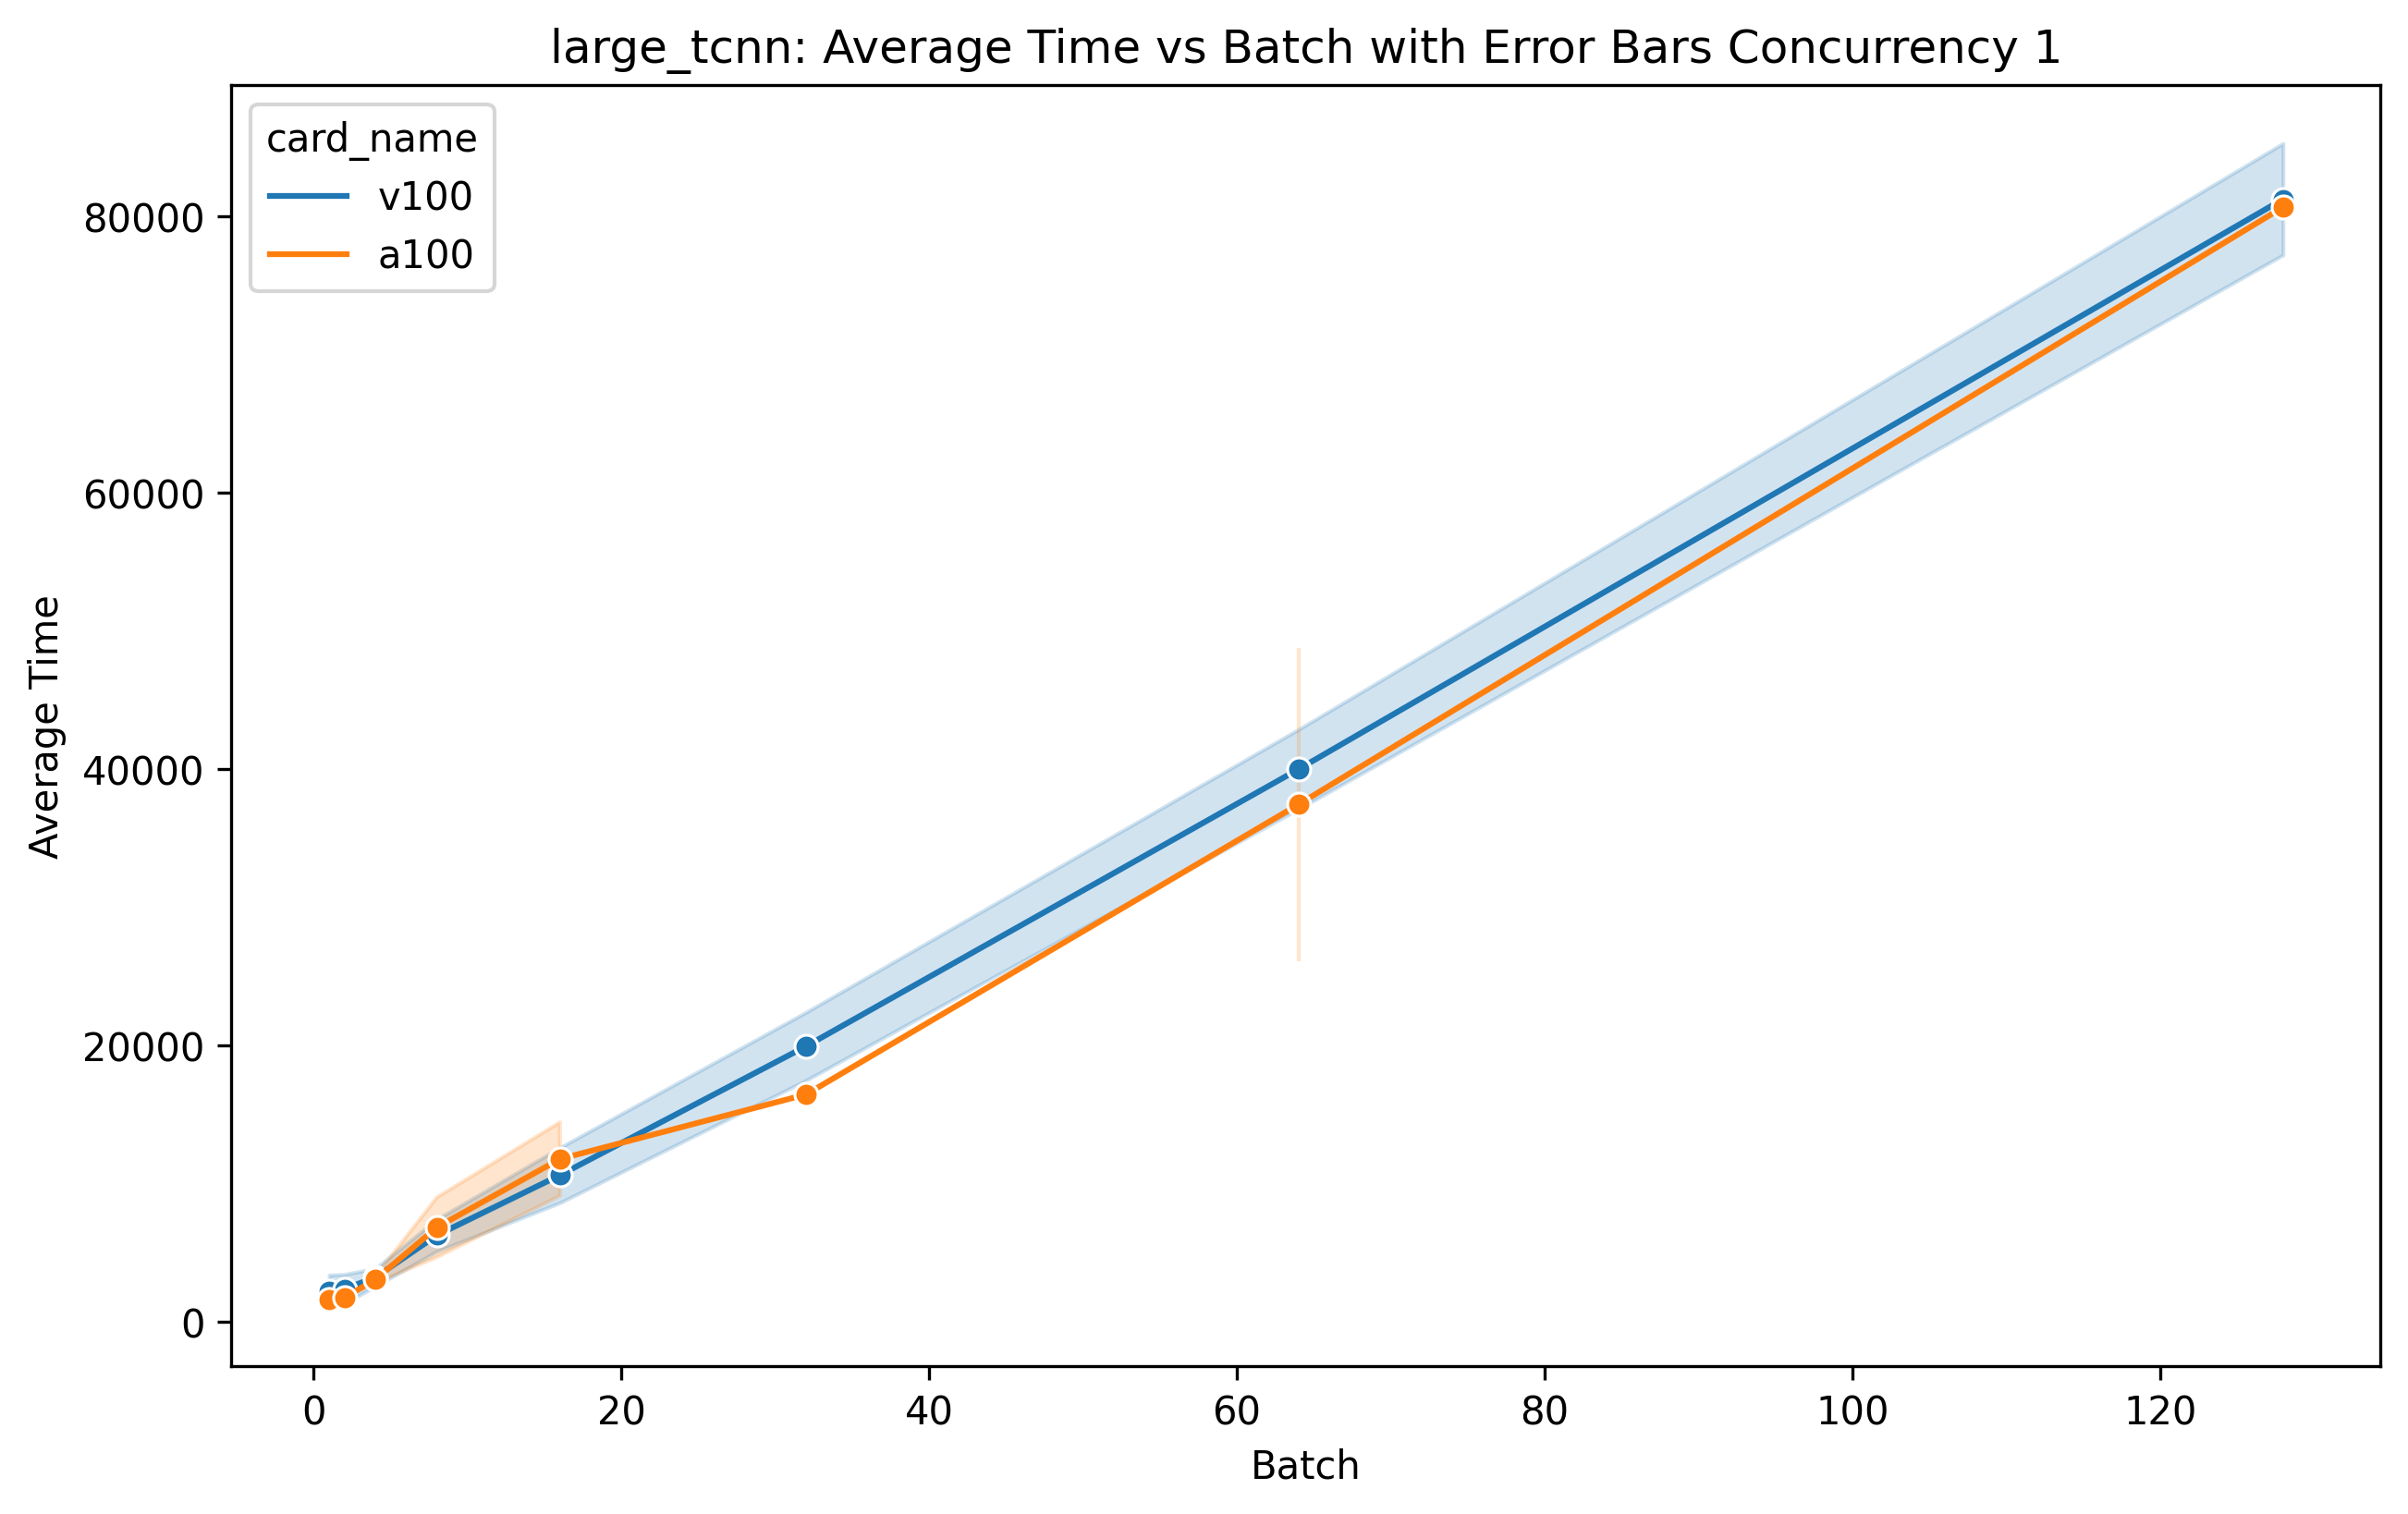 large_tcnn: Average Time vs Batch with Error Bars Concurrency 1
card_name
v100
a100
80000
60000
40000
20000
0
Average Time
0 20 40 60 80 100 120
Batch